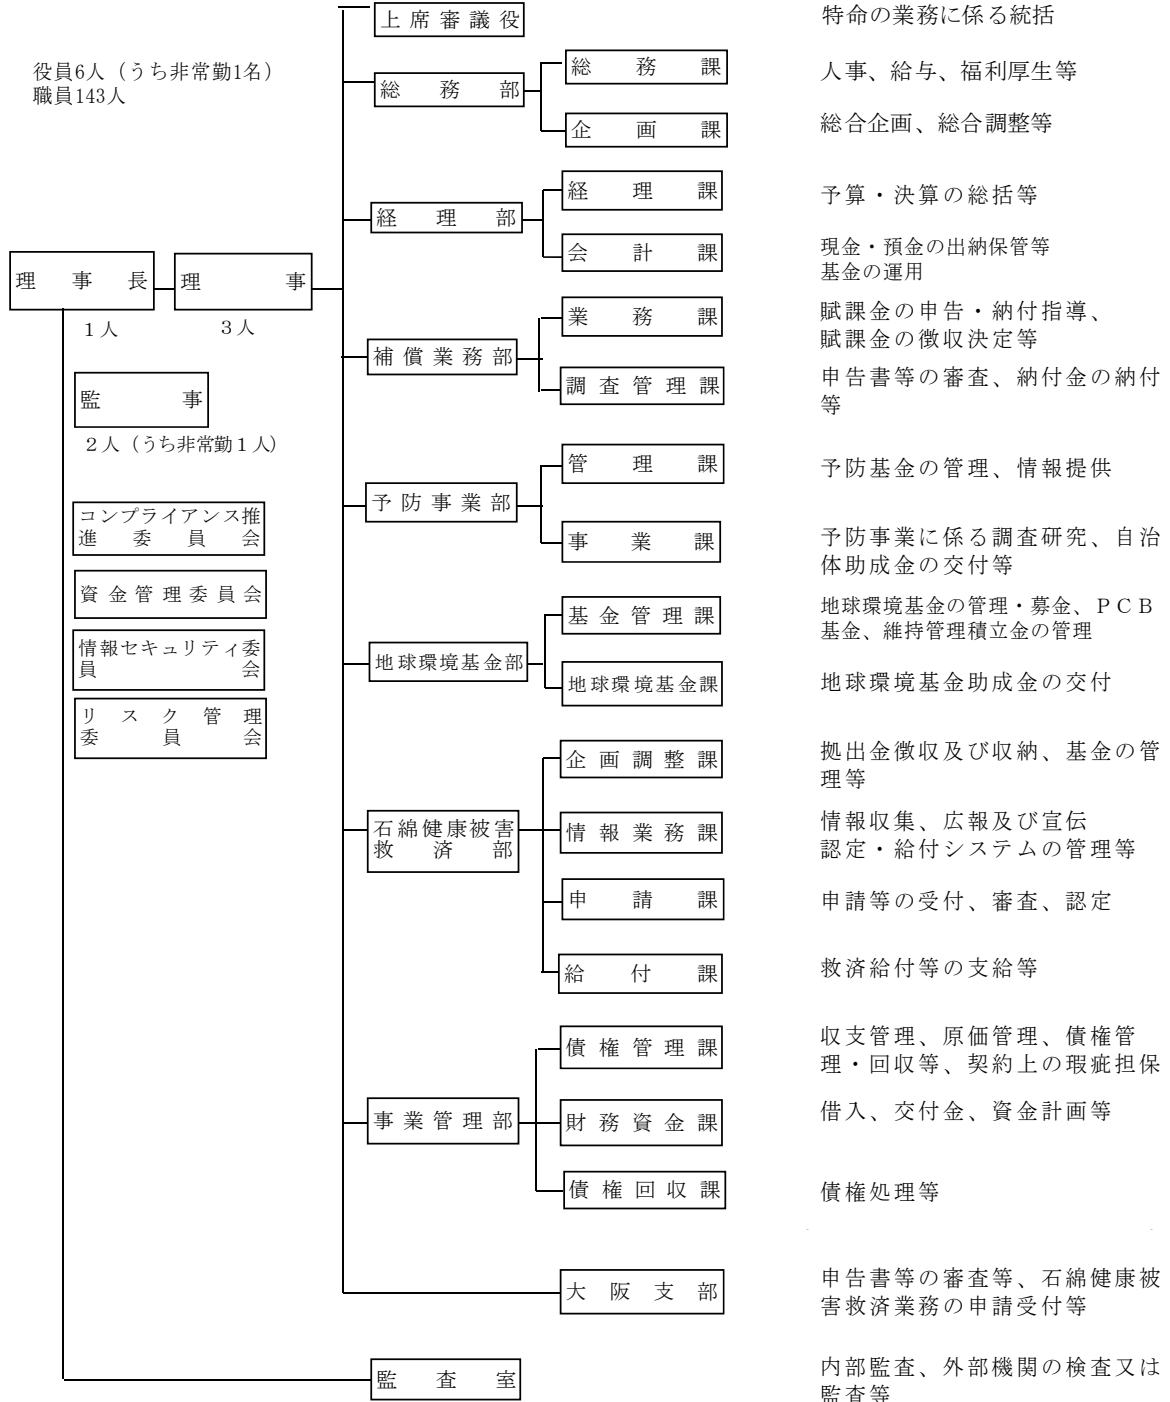 上席審議役
特命の業務に係る統括
役員6人（うち非常勤1名）
職員143人
総務部
総務課
人事、給与、福利厚生等
企画課
総合企画、総合調整等
経理部
経理課
予算・決算の総括等
会計課
現金・預金の出納保管等
基金の運用
理事長
１人
理事
３人
監事
２人（うち非常勤１人）
コンプライアンス推
進委員会
資金管理委員会
情報セキュリティ委
員会
リスク管理
委員会
補償業務部
業務課
賦課金の申告・納付指導、
賦課金の徴収決定等
調査管理課
申告書等の審査、納付金の納付
等
予防事業部
管理課
予防基金の管理、情報提供
事業課
予防事業に係る調査研究、自治
体助成金の交付等
地球環境基金部
基金管理課
地球環境基金の管理・募金、ＰＣＢ
基金、維持管理積立金の管理
地球環境基金課
地球環境基金助成金の交付
石綿健康被害
救済部
企画調整課
拠出金徴収及び収納、基金の管
理等
情報業務課
情報収集、広報及び宣伝
認定・給付システムの管理等
申請課
申請等の受付、審査、認定
給付課
救済給付等の支給等
事業管理部
債権管理課
収支管理、原価管理、債権管
理・回収等、契約上の瑕疵担保
財務資金課
借入、交付金、資金計画等
債権回収課
債権処理等
大阪支部
申告書等の審査等、石綿健康被
害救済業務の申請受付等
監査室
内部監査、外部機関の検査又は
監査等